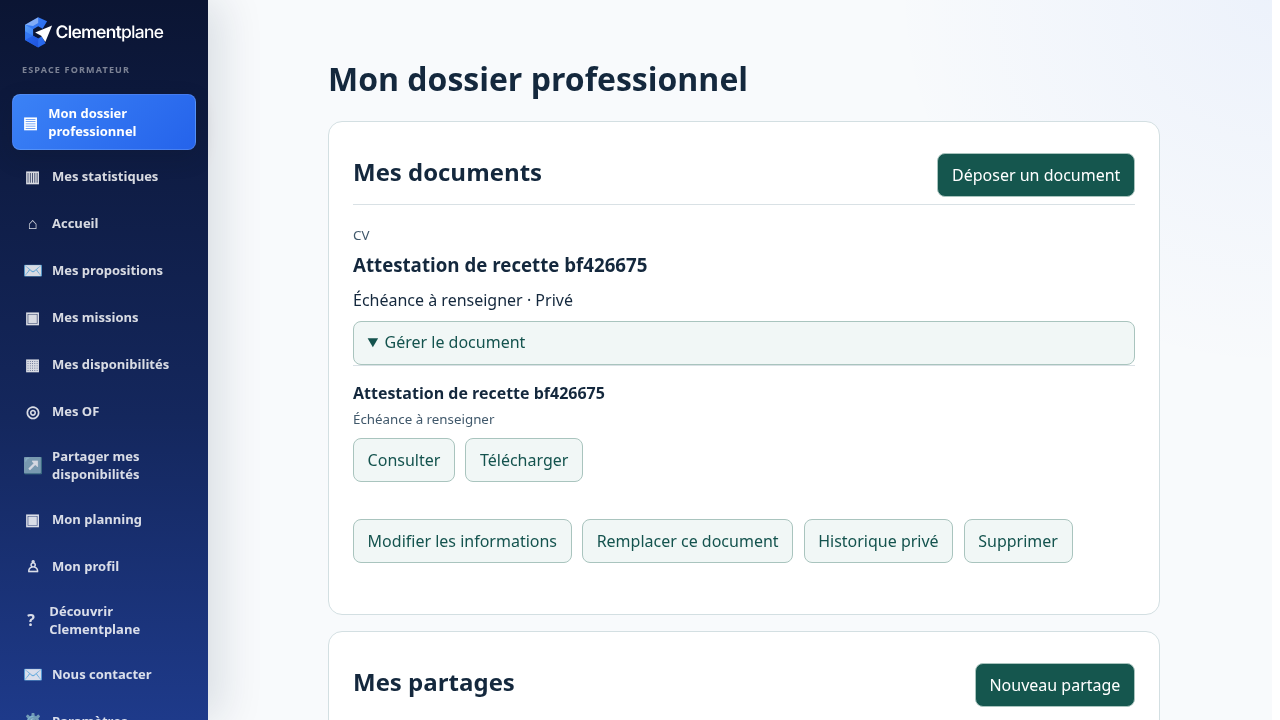 Clementplane
ESPACE FORMATEUR
Mon dossier
professionnel
Mes statistiques
Accueil
Mes propositions
Mes missions
Mes disponibilités
Mes OF
Partager mes
disponibilités
Mon planning
Mon profil
? Découvrir
Clementplane
Nous contacter
Paramètres
Mon dossier professionnel
Mes documents
Déposer un document
CV
Attestation de recette bf426675
Échéance à renseigner · Privé
▼ Gérer le document
Attestation de recette bf426675
Échéance à renseigner
Consulter Télécharger
Modifier les informations Remplacer ce document Historique privé Supprimer
Mes partages
Nouveau partage